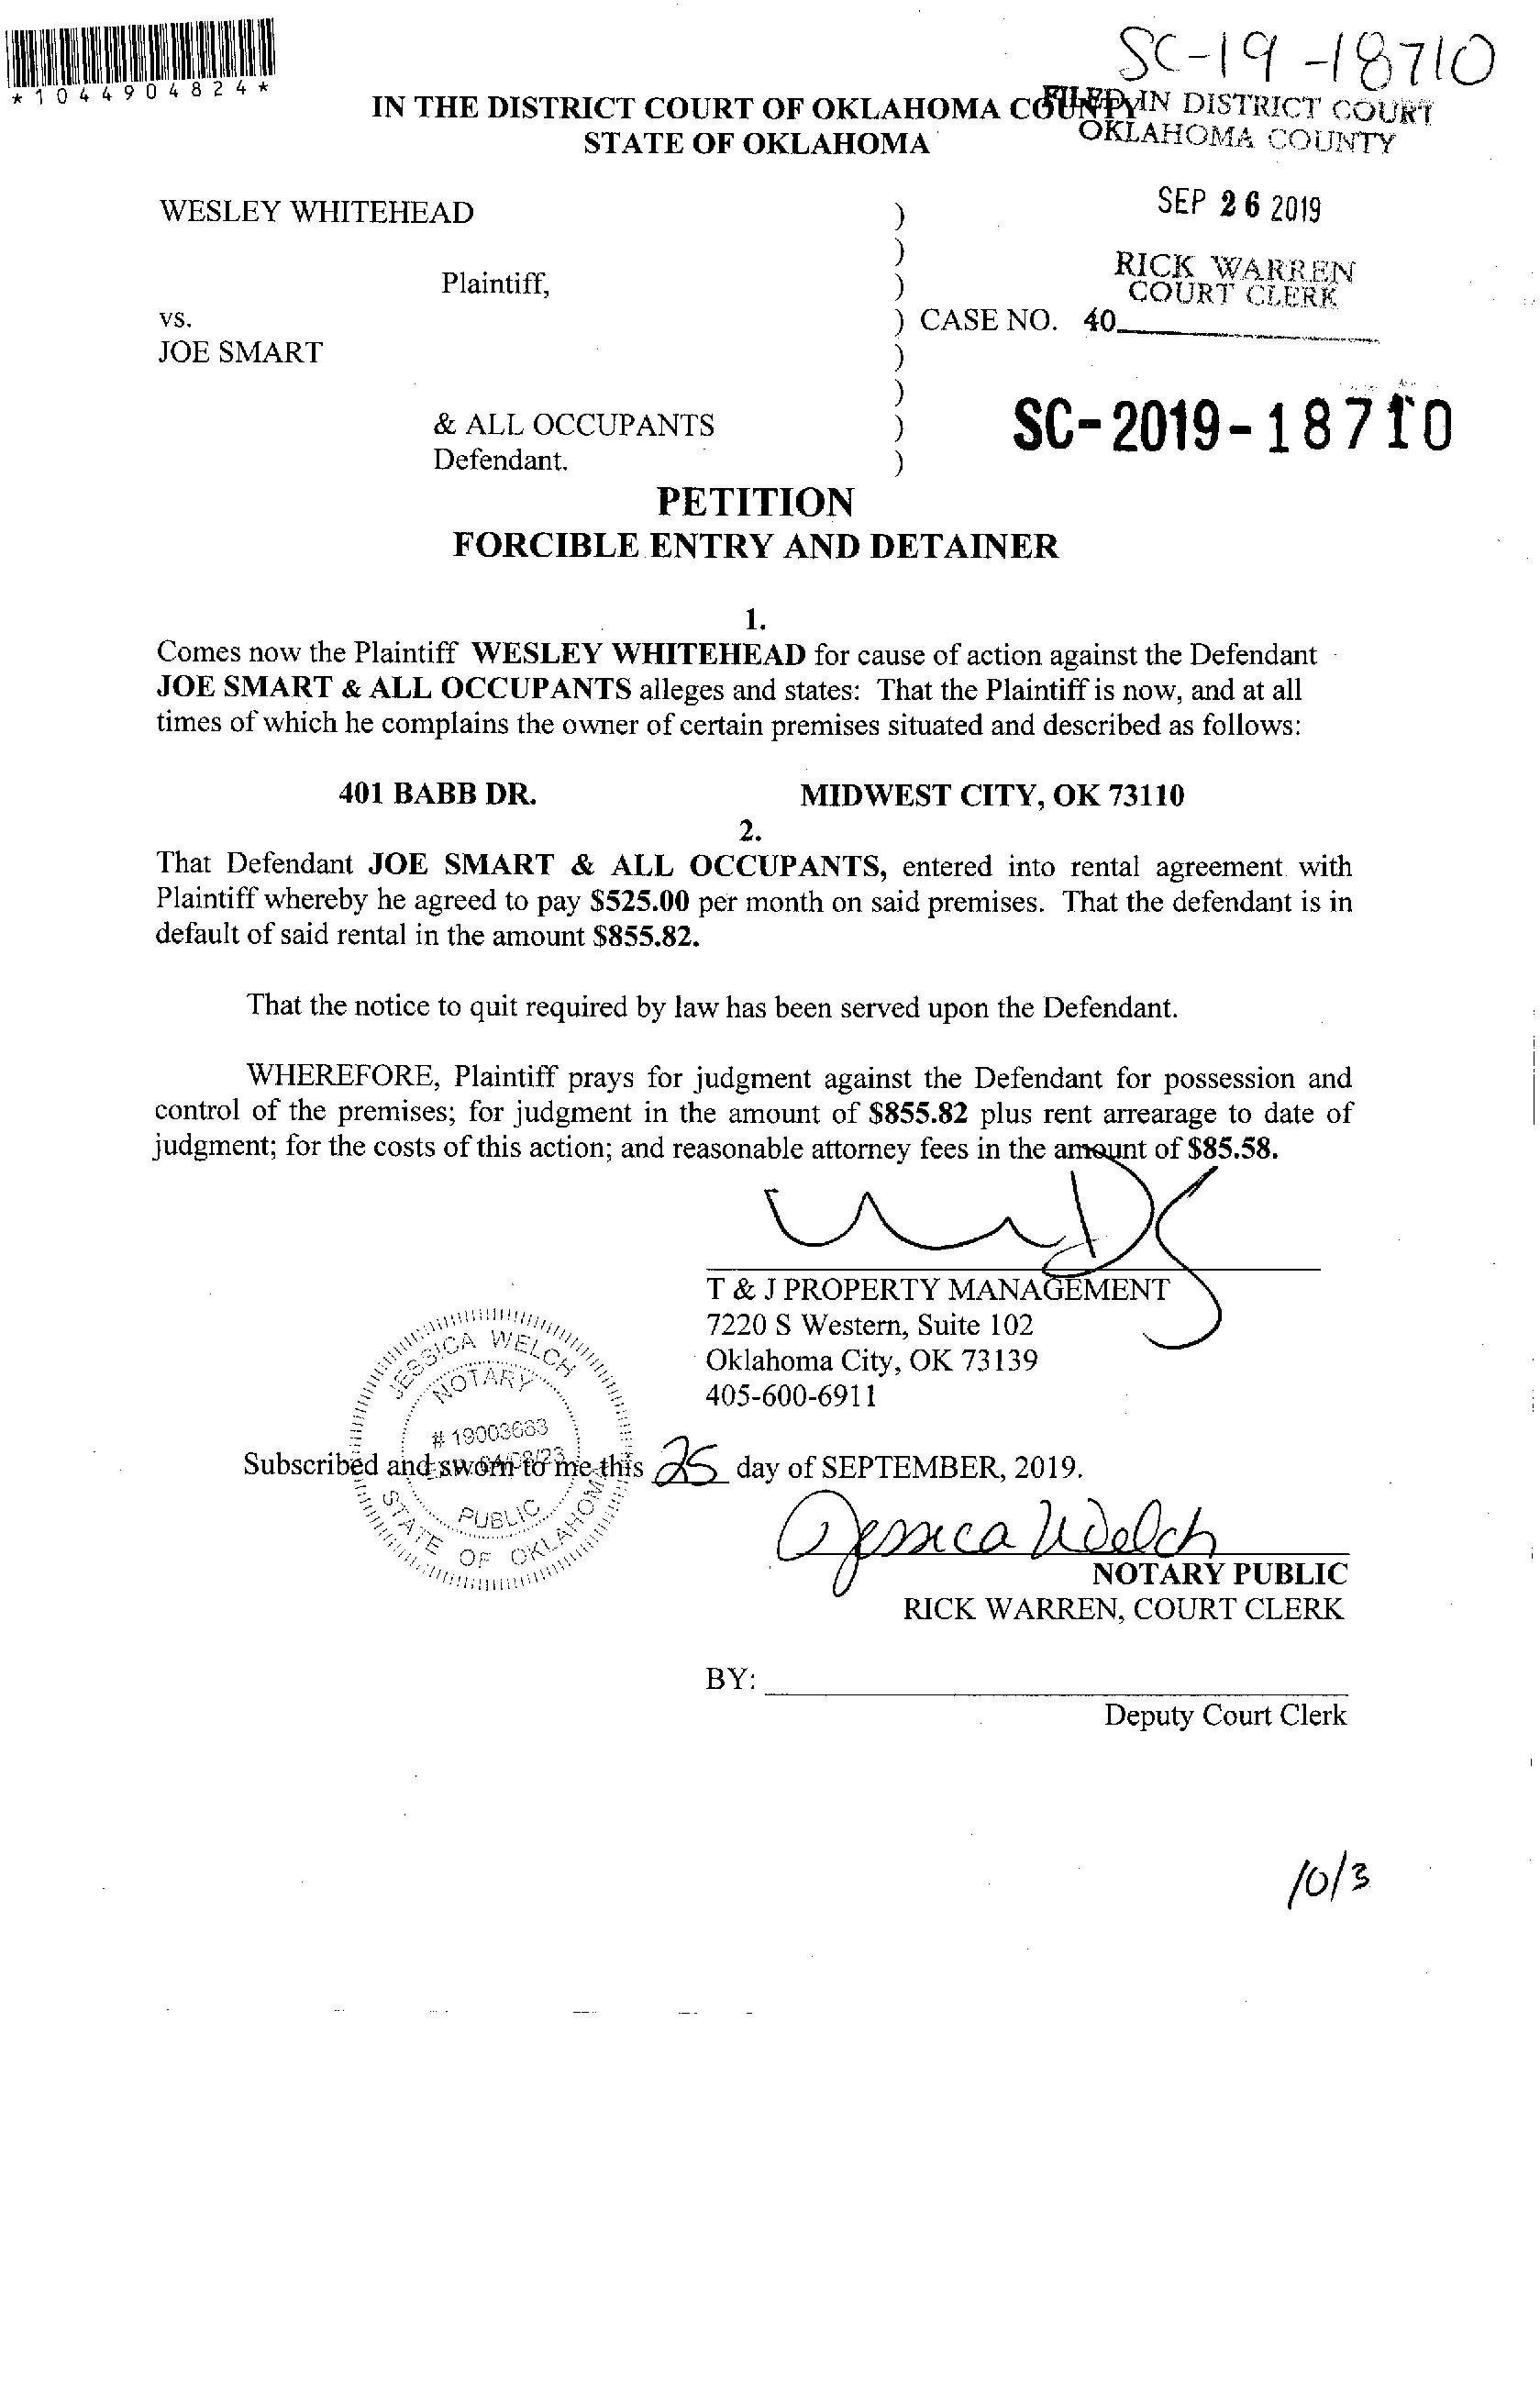 SC-19-18710
*1044904824*
IN THE DISTRICT COURT OF OKLAHOMA COUNTY
STATE OF OKLAHOMA
FILED IN DISTRICT COURT
OKLAHOMA COUNTY
SEP 26 2019
RICK WARREN
COURT CLERK
WESLEY WHITEHEAD )
)
Plaintiff, )
vs. ) CASE NO. 40
JOE SMART )
)
& ALL OCCUPANTS ) SC-2019-18710
Defendant. )
PETITION
FORCIBLE ENTRY AND DETAINER
1.
Comes now the Plaintiff WESLEY WHITEHEAD for cause of action against the Defendant
JOE SMART & ALL OCCUPANTS alleges and states: That the Plaintiff is now, and at all
times of which he complains the owner of certain premises situated and described as follows:
401 BABB DR. MIDWEST CITY, OK 73110
2.
That Defendant JOE SMART & ALL OCCUPANTS, entered into rental agreement with
Plaintiff whereby he agreed to pay $525.00 per month on said premises. That the defendant is in
default of said rental in the amount $855.82.
That the notice to quit required by law has been served upon the Defendant.
WHEREFORE, Plaintiff prays for judgment against the Defendant for possession and
control of the premises; for judgment in the amount of $855.82 plus rent arrearage to date of
judgment; for the costs of this action; and reasonable attorney fees in the amount of $85.58.
T & J PROPERTY MANAGEMENT
7220 S Western, Suite 102
Oklahoma City, OK 73139
405-600-6911
JESSICA WELCH
NOTARY
# 19003683
PUBLIC
STATE OF OKLAHOMA
Subscribed and sworn to me this 25 day of SEPTEMBER, 2019.
Jessica Welch
NOTARY PUBLIC
RICK WARREN, COURT CLERK
BY:
Deputy Court Clerk
10/3